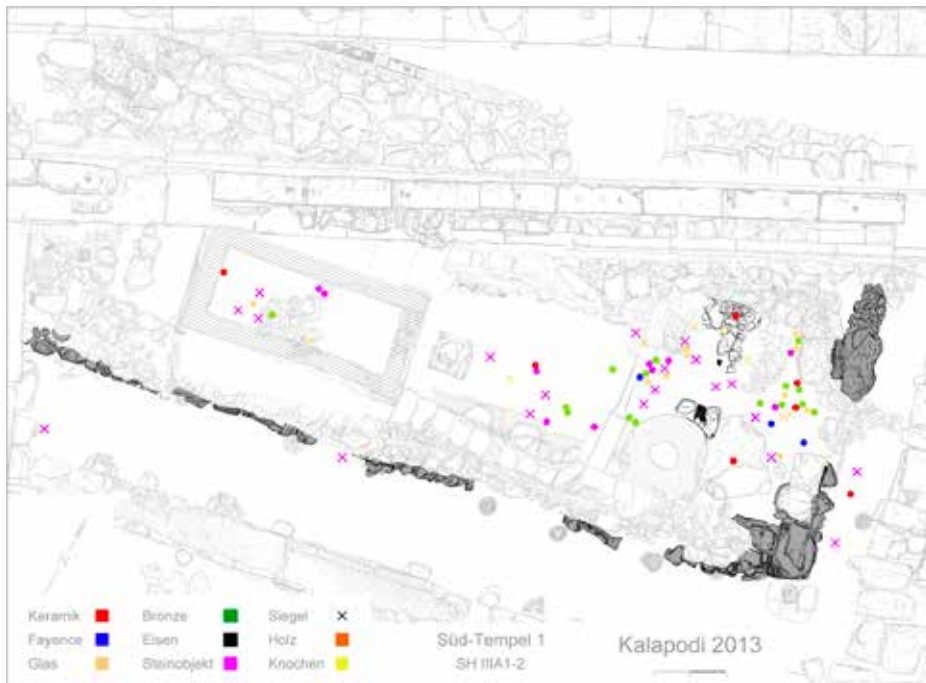 Keramik Bronze Siegel
Fayence Eisen Holz
Glas Steinobjekt Knochen
Süd-Tempel 1
SH IIIA1-2
Kalapodi 2013